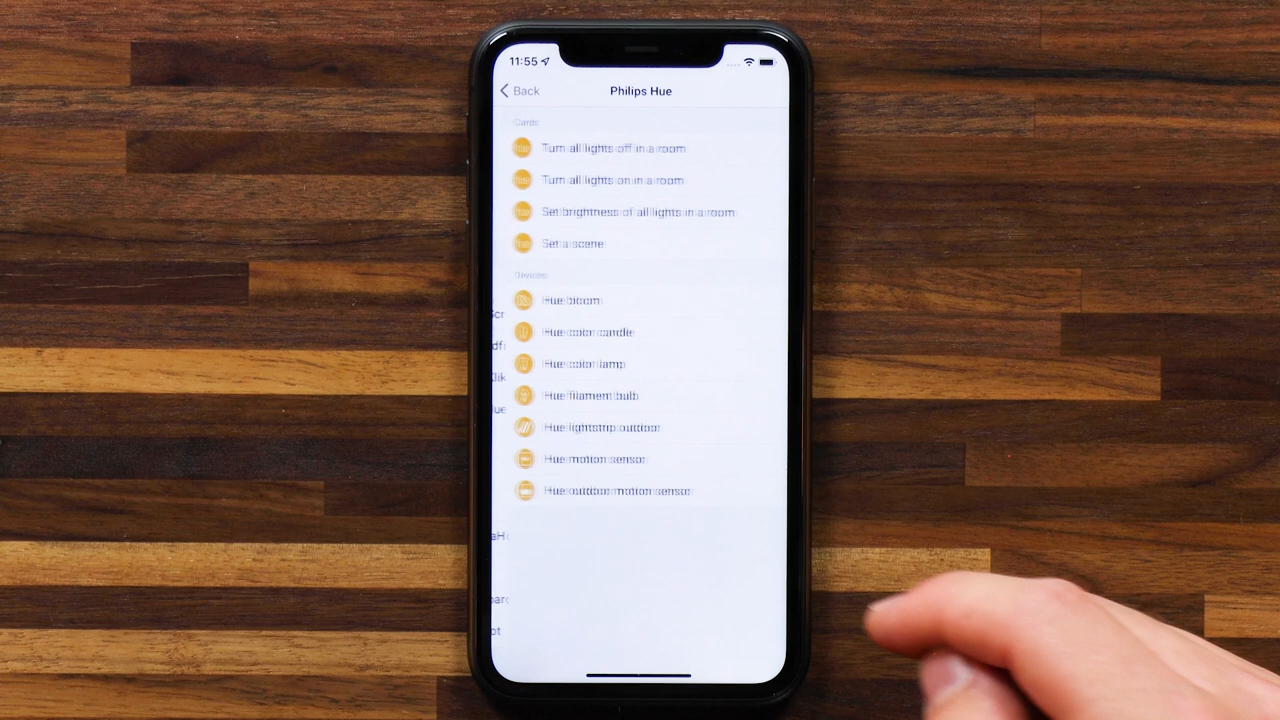 11:55
Back
Philips Hue
Cards
Turn all lights off in a room
Turn all lights on in a room
Set brightness of all lights in a room
Set a scene
Devices
Hue bloom
Hue color candle
Hue color lamp
Hue filament bulb
Hue lightstrip outdoor
Hue motion sensor
Hue outdoor motion sensor